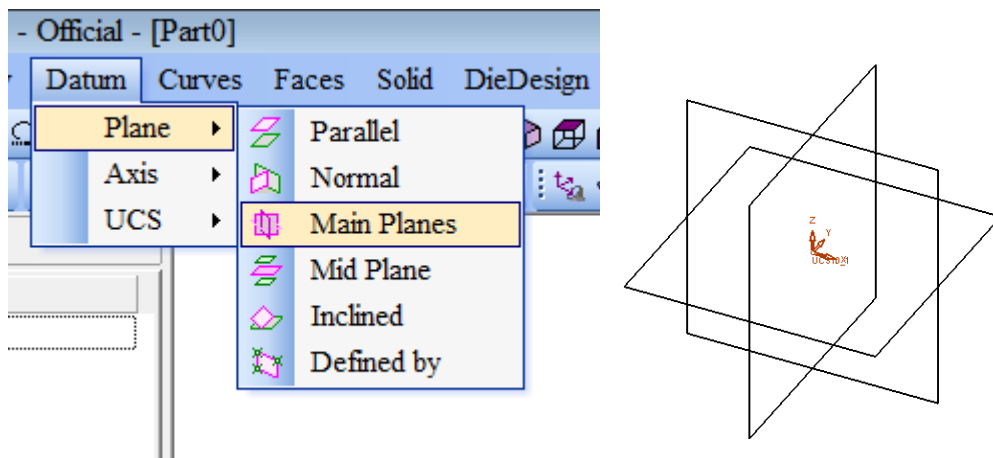 - Official - [Part0]
Datum Curves Faces Solid DieDesign
Plane
Axis
UCS
Parallel
Normal
Main Planes
Mid Plane
Inclined
Defined by
Z
Y